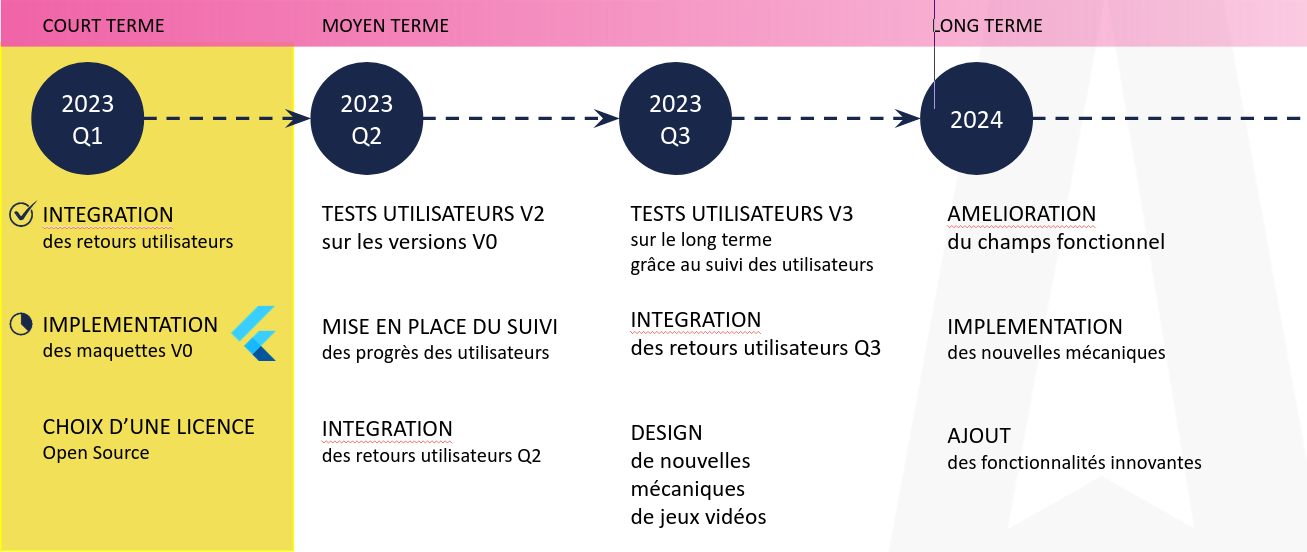 COURT TERME
MOYEN TERME
LONG TERME
2023
Q1
2023
Q2
2023
Q3
2024
INTEGRATION
des retours utilisateurs
IMPLEMENTATION
des maquettes V0
CHOIX D’UNE LICENCE
Open Source
TESTS UTILISATEURS V2
sur les versions V0
MISE EN PLACE DU SUIVI
des progrès des utilisateurs
INTEGRATION
des retours utilisateurs Q2
TESTS UTILISATEURS V3
sur le long terme
grâce au suivi des utilisateurs
INTEGRATION
des retours utilisateurs Q3
DESIGN
de nouvelles
mécaniques
de jeux vidéos
AMELIORATION
du champs fonctionnel
IMPLEMENTATION
des nouvelles mécaniques
AJOUT
des fonctionnalités innovantes